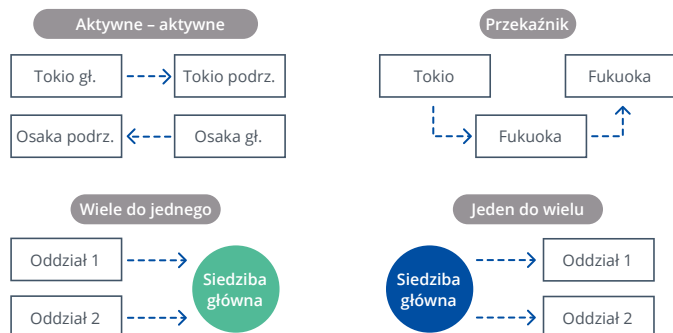 Aktywne – aktywne
Tokio gł.
Tokio podrz.
Osaka podrz.
Osaka gł.
Przekaźnik
Tokio
Fukuoka
Fukuoka
Wiele do jednego
Oddział 1
Oddział 2
Siedziba
główna
Jeden do wielu
Siedziba
główna
Oddział 1
Oddział 2